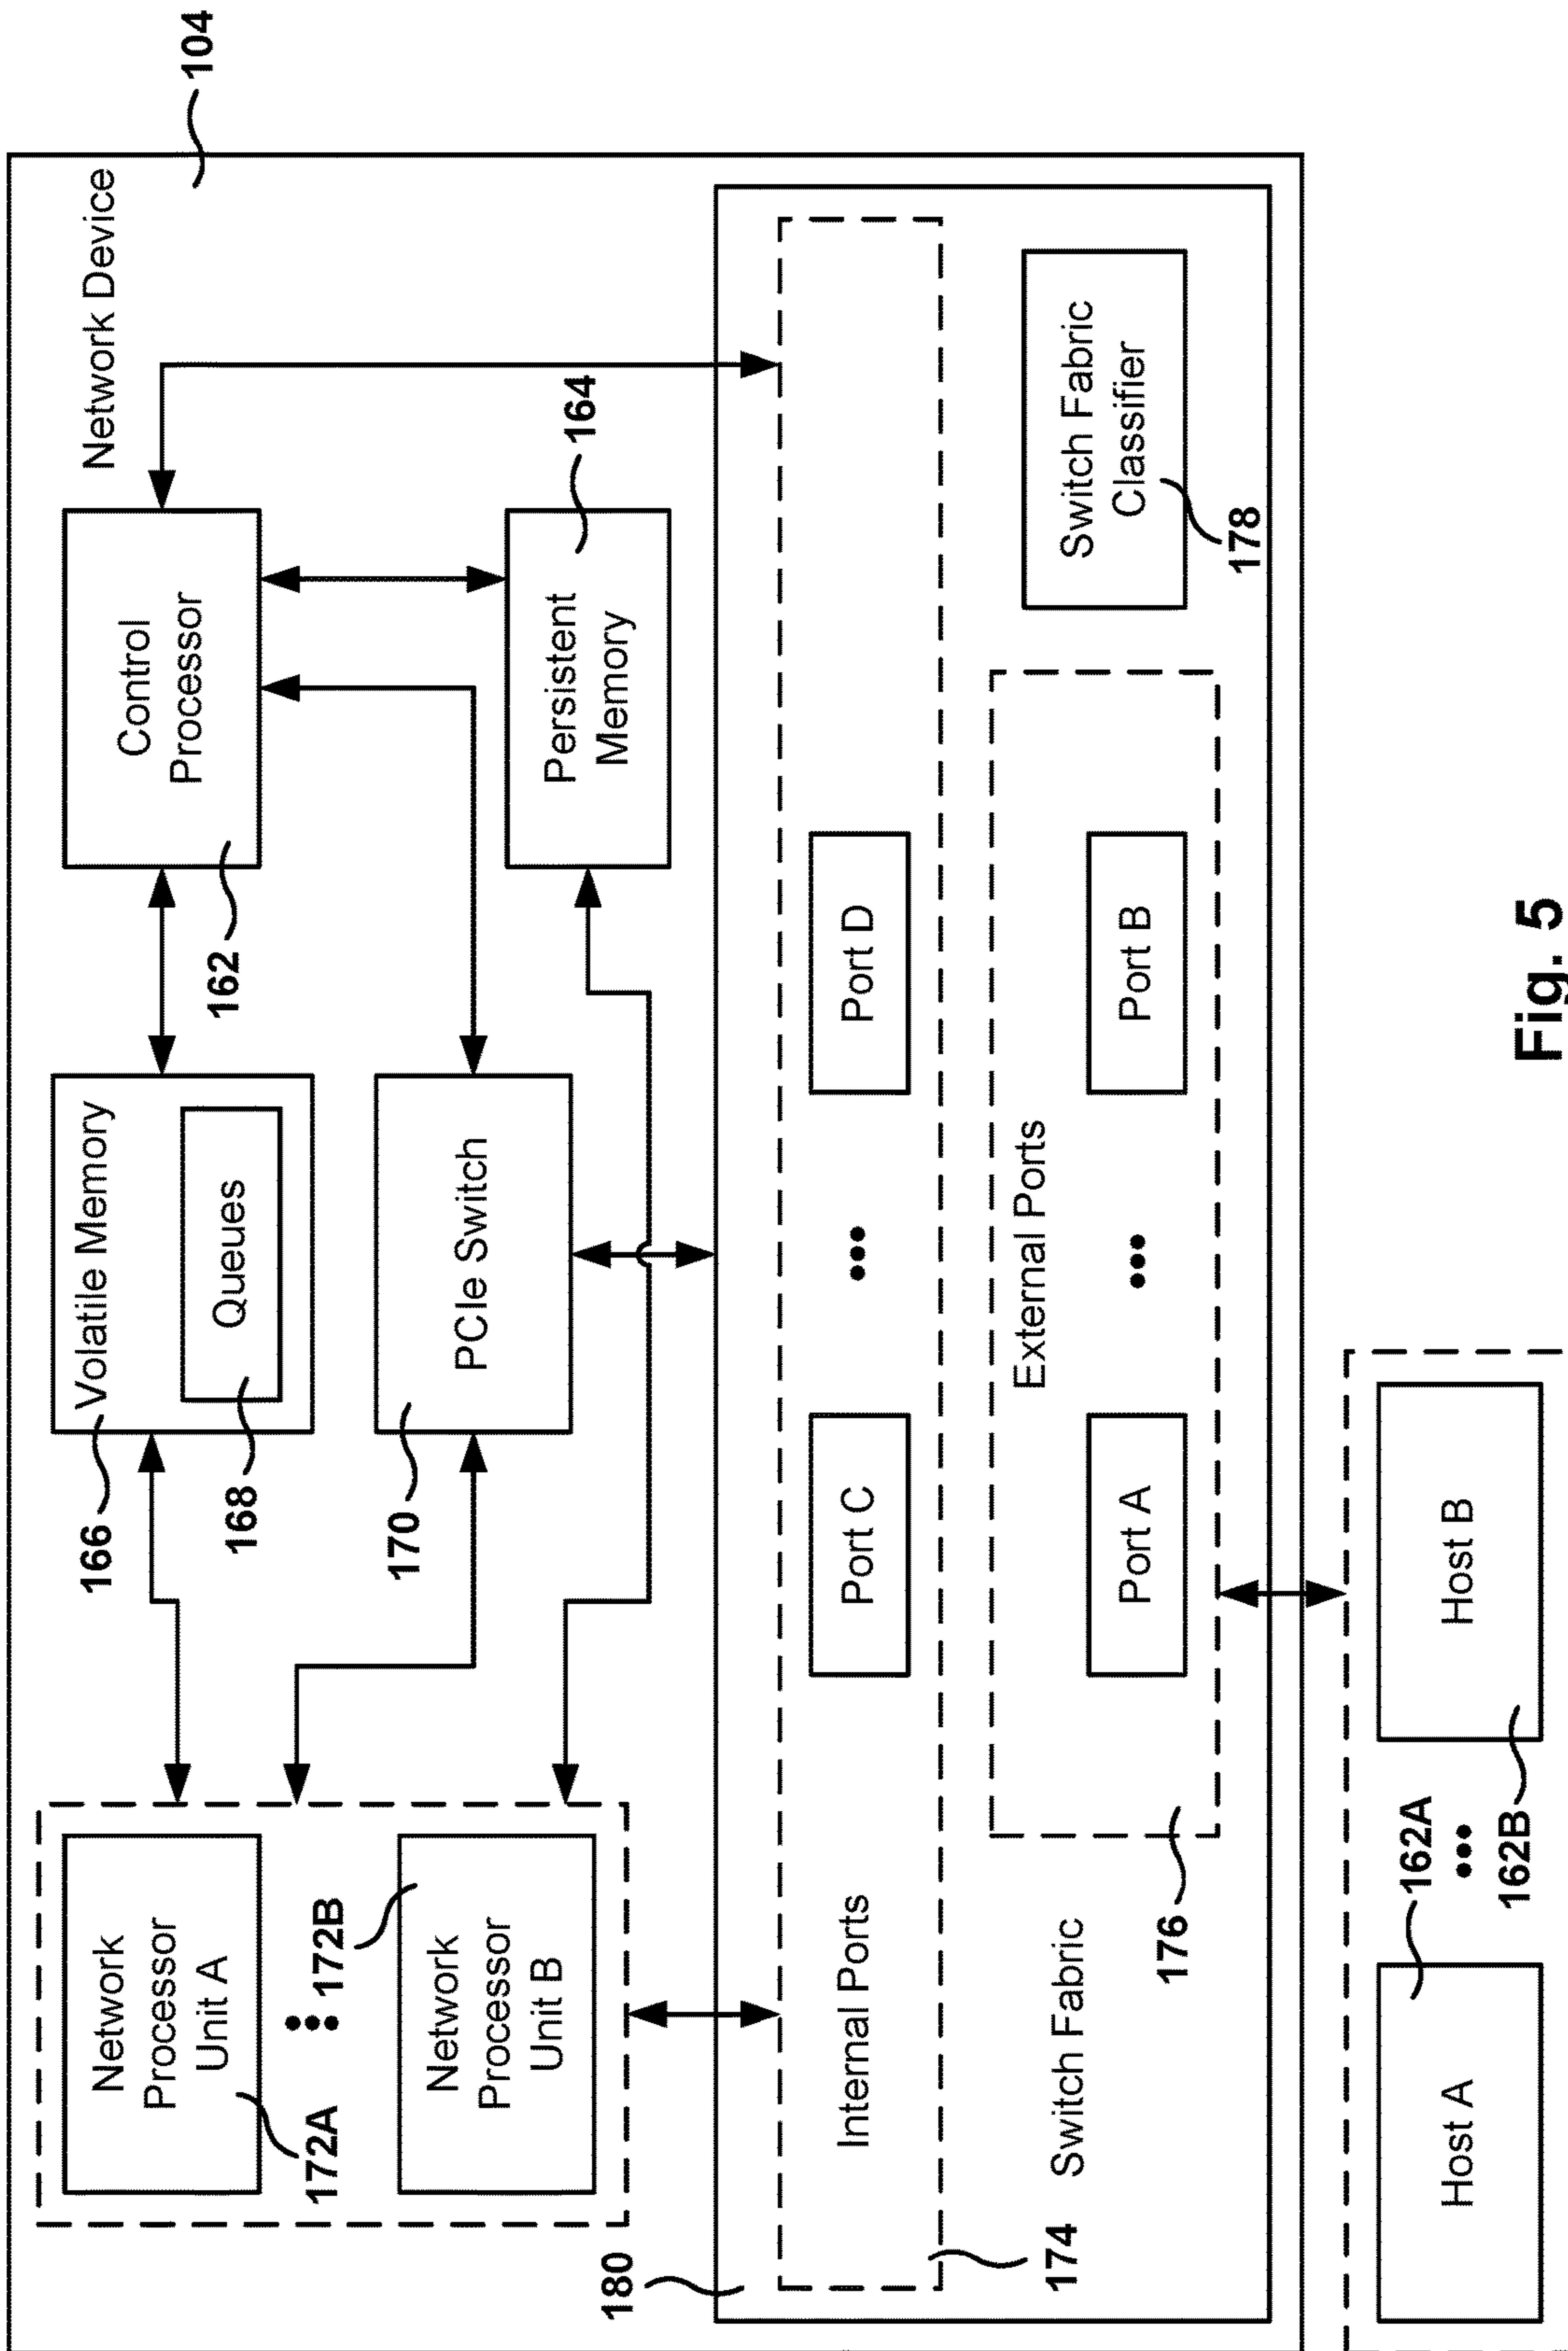 Network Device
104
Network
Processor
Unit A
172A
172B
Network
Processor
Unit B
Volatile Memory
166
Queues
168
Control
Processor
162
PCIe Switch
170
Persistent
Memory
164
180
Internal Ports
Port C
Port D
174
Switch Fabric
External Ports
Port A
Port B
176
Switch Fabric
Classifier
178
Host A
162A
Host B
162B
Fig. 5